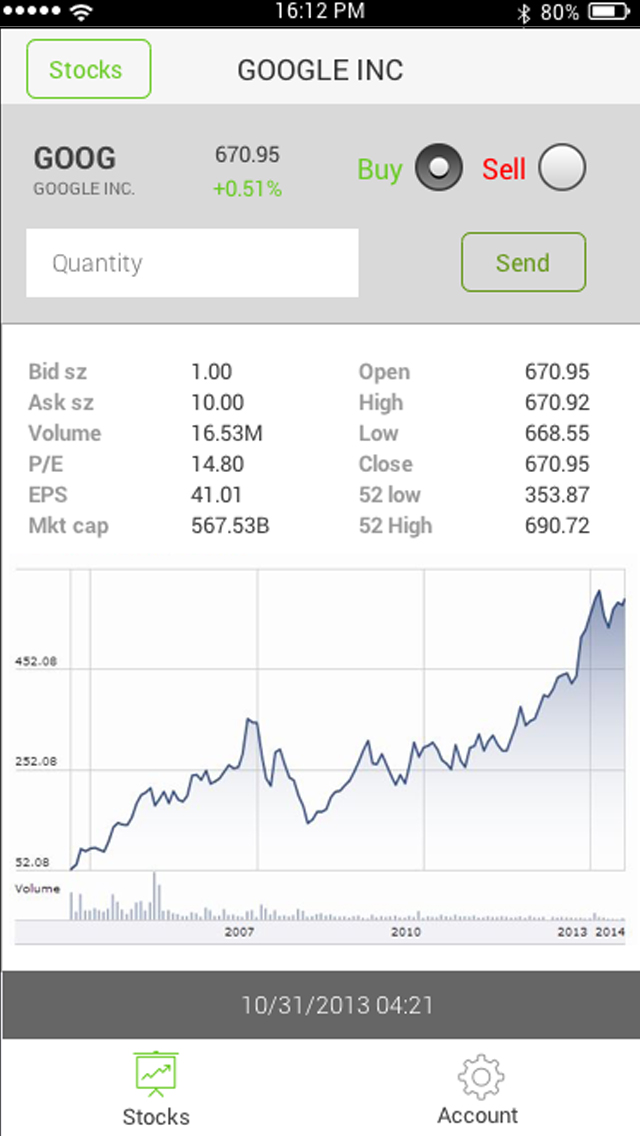 16:12 PM 80%
Stocks GOOGLE INC
GOOG 670.95 Buy Sell
GOOGLE INC. +0.51%
Quantity Send
Bid sz 1.00 Open 670.95
Ask sz 10.00 High 670.92
Volume 16.53M Low 668.55
P/E 14.80 Close 670.95
EPS 41.01 52 low 353.87
Mkt cap 567.53B 52 High 690.72
452.08
252.08
52.08
Volume
2007 2010 2013 2014
10/31/2013 04:21
Stocks Account